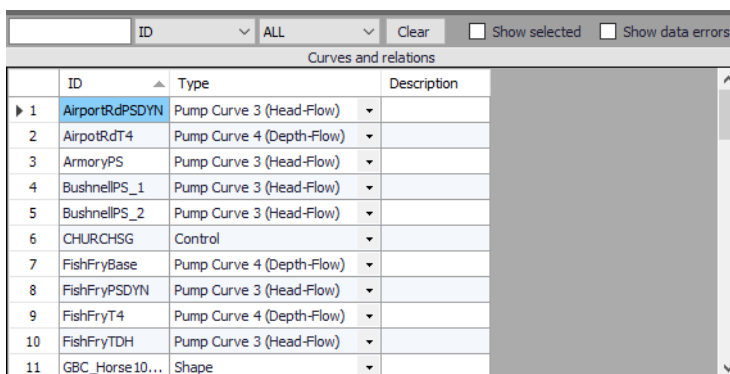 ID ALL Clear Show selected Show data errors
Curves and relations
ID Type Description
1 AirportRdPSDYN Pump Curve 3 (Head-Flow)
2 AirpotRdT4 Pump Curve 4 (Depth-Flow)
3 ArmoryPS Pump Curve 3 (Head-Flow)
4 BushnellPS_1 Pump Curve 3 (Head-Flow)
5 BushnellPS_2 Pump Curve 3 (Head-Flow)
6 CHURCHSG Control
7 FishFryBase Pump Curve 4 (Depth-Flow)
8 FishFryPSDYN Pump Curve 3 (Head-Flow)
9 FishFryT4 Pump Curve 4 (Depth-Flow)
10 FishFryTDH Pump Curve 3 (Head-Flow)
11 GBC_Horse10... Shape